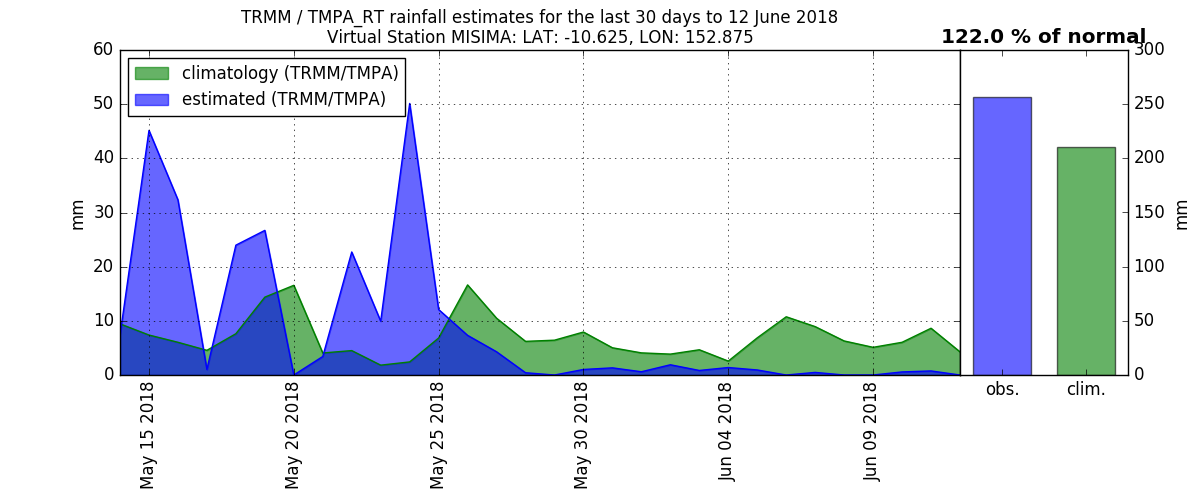 TRMM / TMPA_RT rainfall estimates for the last 30 days to 12 June 2018
Virtual Station MISIMA: LAT: -10.625, LON: 152.875
122.0 % of normal
climatology (TRMM/TMPA)
estimated (TRMM/TMPA)
60
50
40
30
20
10
0
mm
May 15 2018
May 20 2018
May 25 2018
May 30 2018
Jun 04 2018
Jun 09 2018
300
250
200
150
100
50
0
mm
obs.
clim.